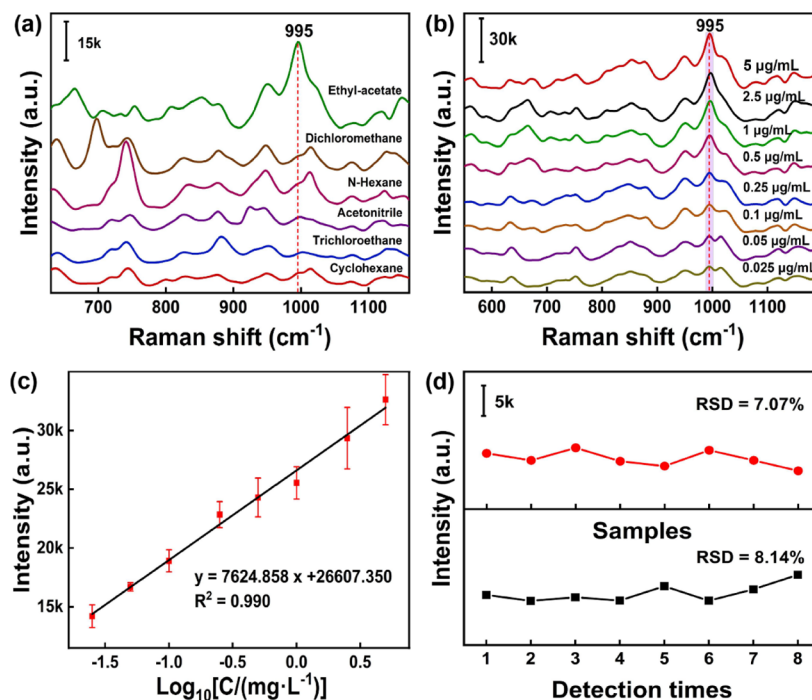 (a)
15k
995
Ethyl-acetate
Dichloromethane
N-Hexane
Acetonitrile
Trichloroethane
Cyclohexane
Intensity (a.u.)
700 800 900 1000 1100
Raman shift (cm⁻¹)
(b)
30k
995
5 µg/mL
2.5 µg/mL
1 µg/mL
0.5 µg/mL
0.25 µg/mL
0.1 µg/mL
0.05 µg/mL
0.025 µg/mL
Intensity (a.u.)
600 700 800 900 1000 1100
Raman shift (cm⁻¹)
(c)
30k
25k
20k
15k
Intensity (a.u.)
y = 7624.858 x +26607.350
R² = 0.990
-1.5 -1.0 -0.5 0.0 0.5
Log₁₀[C/(mg·L⁻¹)]
(d)
5k
RSD = 7.07%
Samples
RSD = 8.14%
Intensity (a.u.)
1 2 3 4 5 6 7 8
Detection times